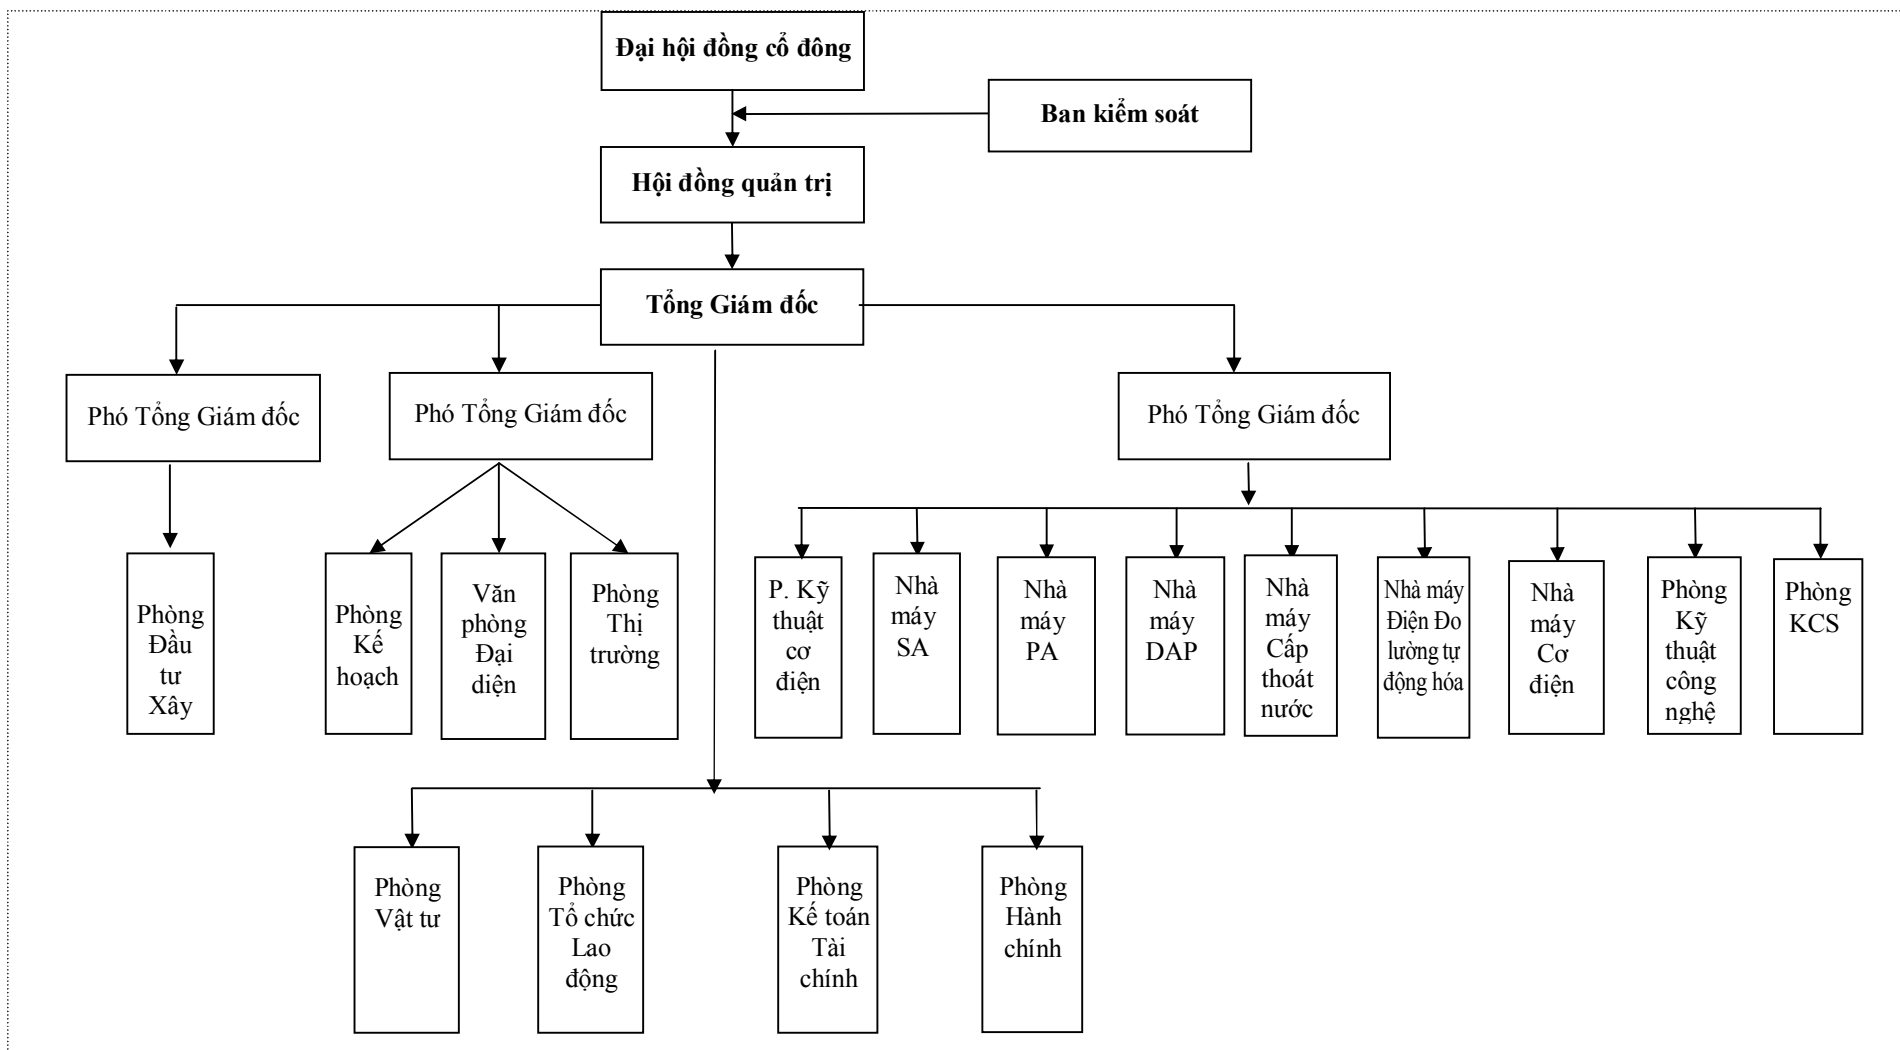 Đại hội đồng cổ đông
Ban kiểm soát
Hội đồng quản trị
Tổng Giám đốc
Phó Tổng Giám đốc
Phó Tổng Giám đốc
Phó Tổng Giám đốc
Phòng
Đầu tư
Xây
Phòng
Kế
hoạch
Văn
phòng
Đại
diện
Phòng
Thị
trường
P. Kỹ
thuật
cơ
điện
Nhà
máy
SA
Nhà
máy
PA
Nhà
máy
DAP
Nhà
máy
Cấp
thoát
nước
Nhà máy
Điện Đo
lường tự
động hóa
Nhà
máy
Cơ
điện
Phòng
Kỹ
thuật
công
nghệ
Phòng
KCS
Phòng
Vật tư
Phòng
Tổ chức
Lao
động
Phòng
Kế toán
Tài
chính
Phòng
Hành
chính